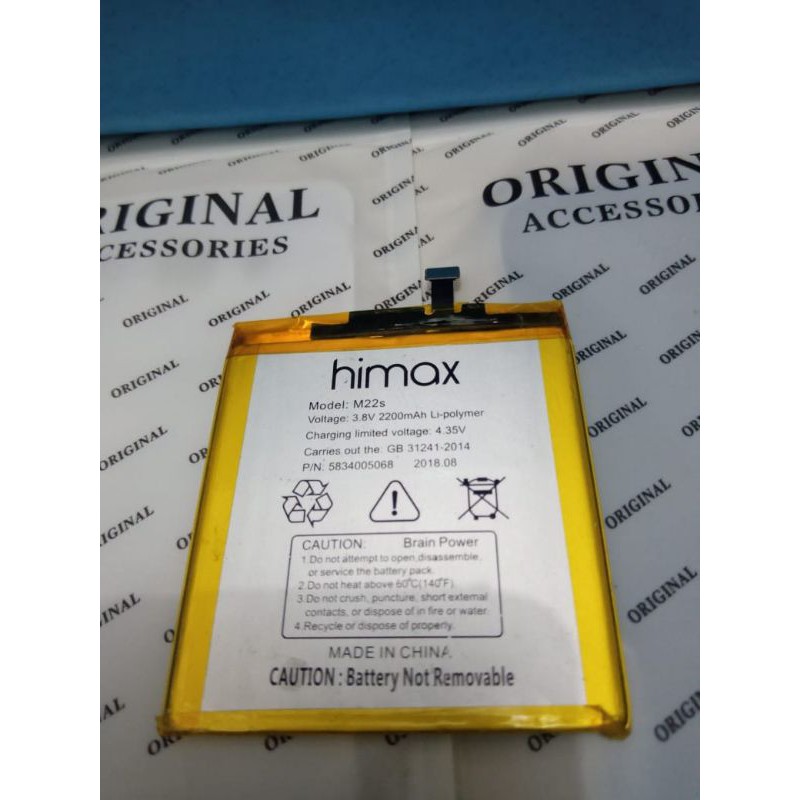 ORIGINAL
ACCESSORIES
ORIGINAL
himax
Model: M22s
Voltage: 3.8V 2200mAh Li-polymer
Charging limited voltage: 4.35V
Carries out the: GB 31241-2014
P/N: 5834005068 2018.08
CAUTION: Brain Power
1.Do not attempt to open,disassemble,
or service the battery pack.
2.Do not heat above 60℃(140℉).
3.Do not crush, puncture, short external
contacts, or dispose of in fire or water.
4.Recycle or dispose of properly.
MADE IN CHINA
CAUTION : Battery Not Removable